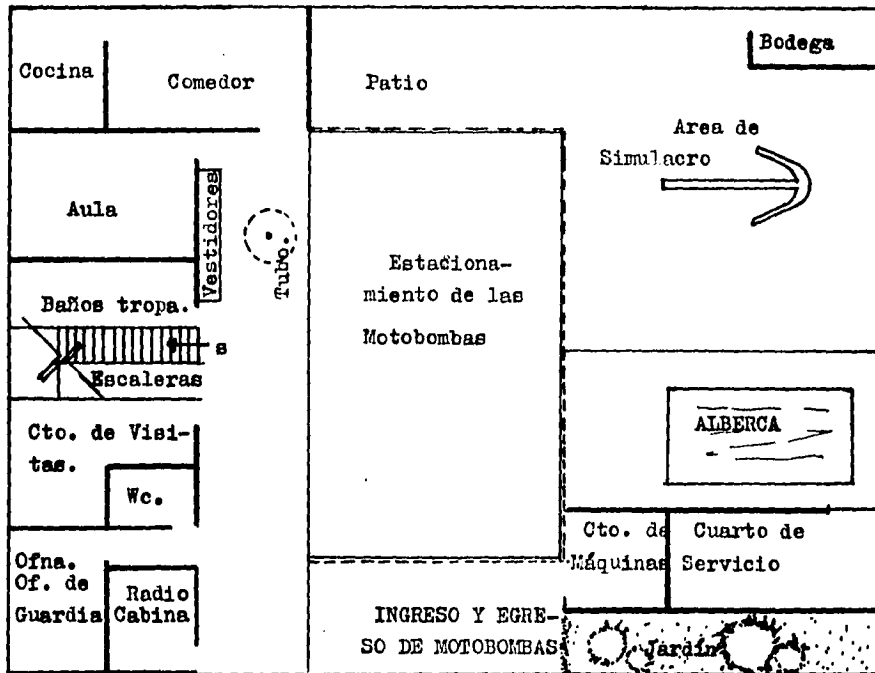 Bodega
Cocina
Comedor
Patio
Area de
Simulacro
Aula
Vestidores
Tubo.
Estaciona-
miento de las
Motobombas
Baños tropa.
s
Escaleras
Cto. de Visi-
tas.
Wc.
ALBERCA
Cto. de
Máquinas
Cuarto de
Servicio
Ofna.
Of. de
Guardia
Radio
Cabina
INGRESO Y EGRE-
SO DE MOTOBOMBAS
Jardín